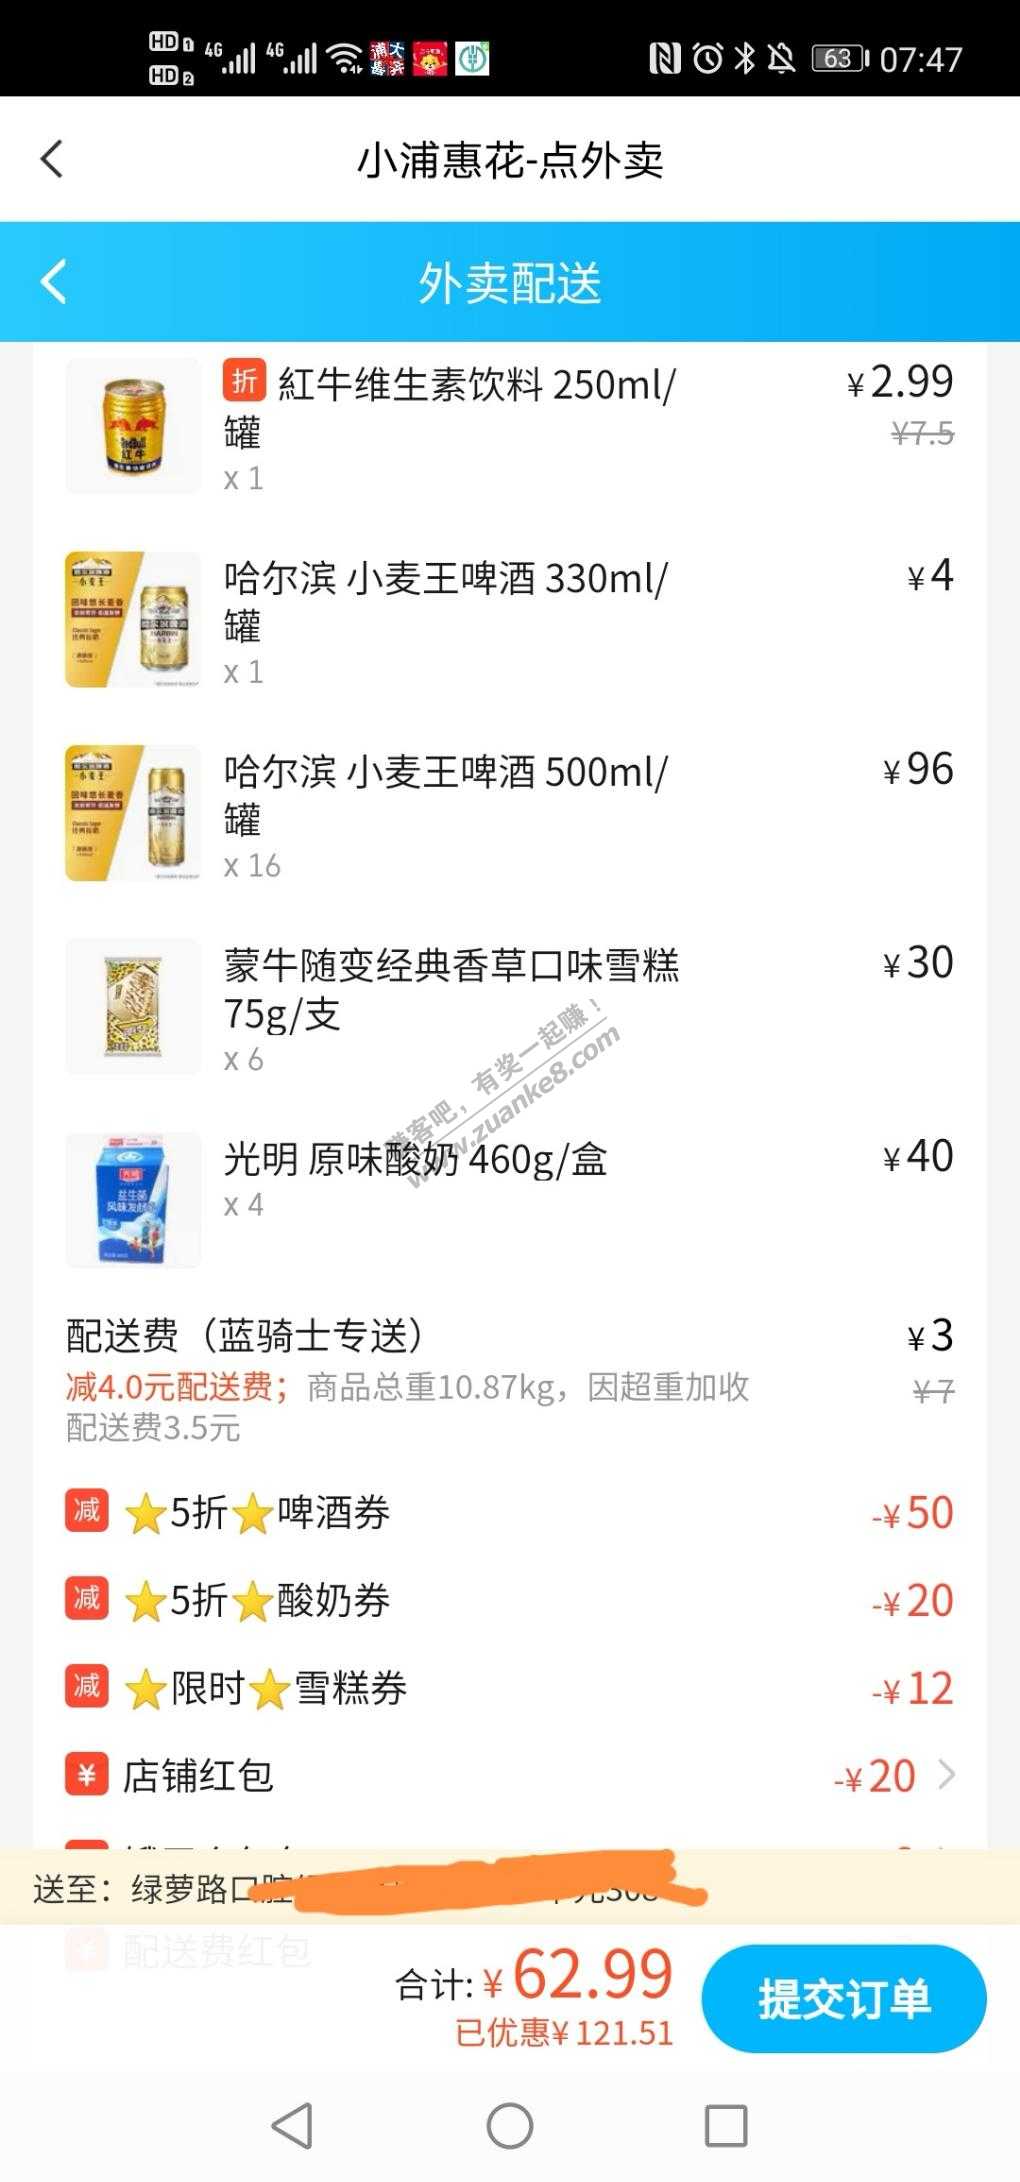 HD 1 4G 4G 63 07:47
HD 2
小浦惠花-点外卖
外卖配送
折 紅牛维生素饮料 250ml/
罐
¥2.99
¥7.5
x 1
哈尔滨 小麦王啤酒 330ml/
罐
¥4
x 1
哈尔滨 小麦王啤酒 500ml/
罐
¥96
x 16
蒙牛随变经典香草口味雪糕
75g/支
¥30
x 6
赚客吧，有奖一起赚！
www.zuanke8.com
光明 原味酸奶 460g/盒
¥40
x 4
配送费（蓝骑士专送）
¥3
减4.0元配送费；商品总重10.87kg，因超重加收
配送费3.5元
¥7
减 ⭐5折⭐啤酒券 -¥50
减 ⭐5折⭐酸奶券 -¥20
减 ⭐限时⭐雪糕券 -¥12
¥ 店铺红包 -¥20
送至：绿萝路口腔
配送费红包
合计: ¥62.99
已优惠¥121.51
提交订单